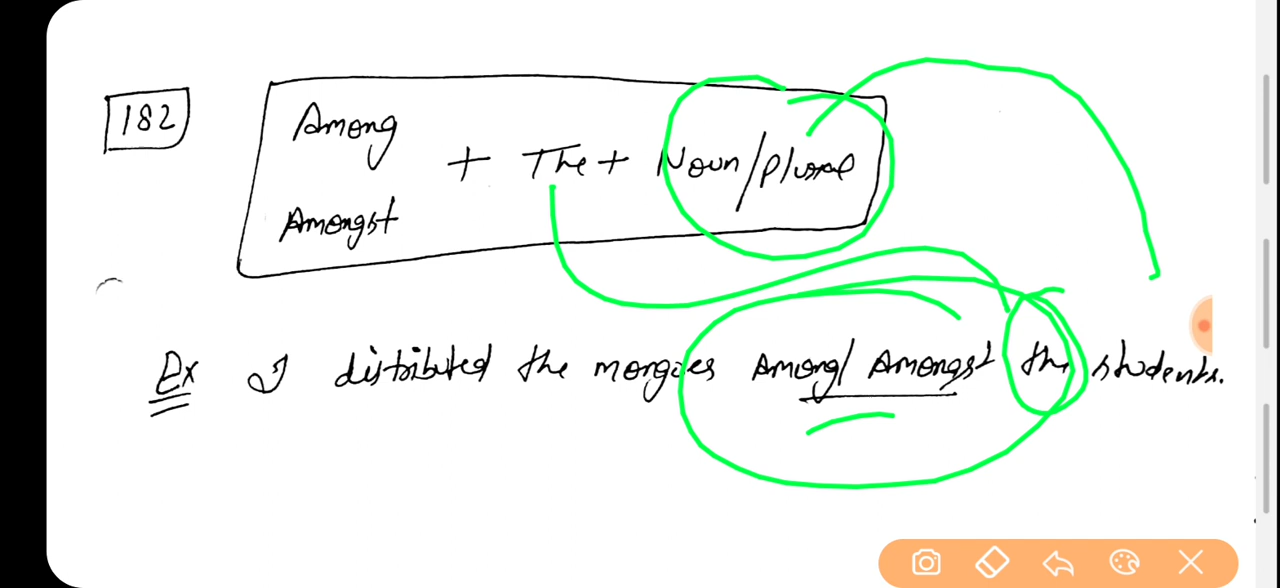 182
Among
+ The + Noun/Plural
Amongst
Ex I distributed the mangoes Among/ Amongst the students.